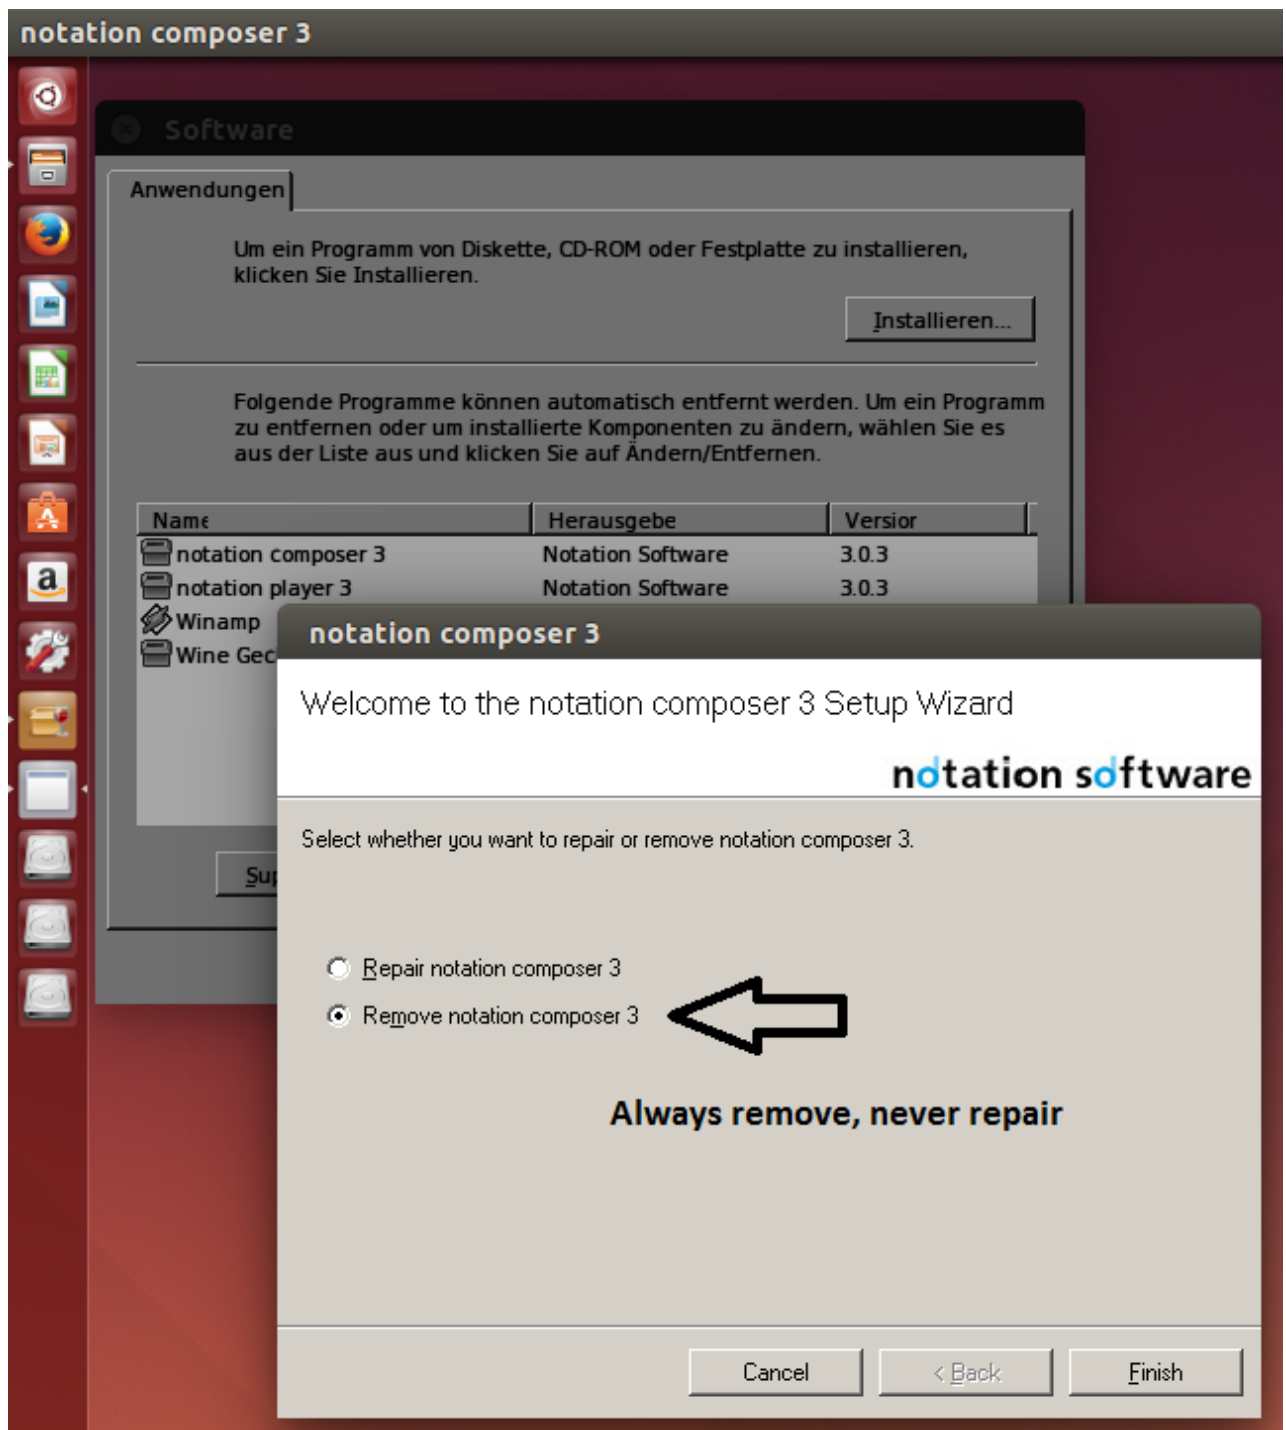 notation composer 3
Software
Anwendungen
Um ein Programm von Diskette, CD-ROM oder Festplatte zu installieren,
klicken Sie Installieren.
Installieren...
Folgende Programme können automatisch entfernt werden. Um ein Programm
zu entfernen oder um installierte Komponenten zu ändern, wählen Sie es
aus der Liste aus und klicken Sie auf Ändern/Entfernen.
Name Herausgebe Version
notation composer 3 Notation Software 3.0.3
notation player 3 Notation Software 3.0.3
Winamp
Wine Gec
Sup
notation composer 3
Welcome to the notation composer 3 Setup Wizard
notation software
Select whether you want to repair or remove notation composer 3.
Repair notation composer 3
Remove notation composer 3
Always remove, never repair
Cancel
< Back
Finish